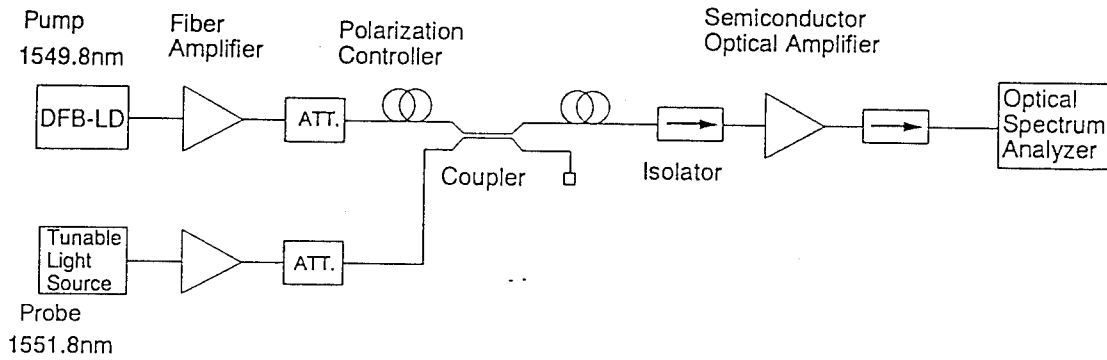 Pump
1549.8nm
Fiber
Amplifier
Polarization
Controller
Semiconductor
Optical Amplifier
DFB-LD
ATT.
Optical
Spectrum
Analyzer
Coupler
Isolator
Tunable
Light
Source
ATT.
Probe
1551.8nm